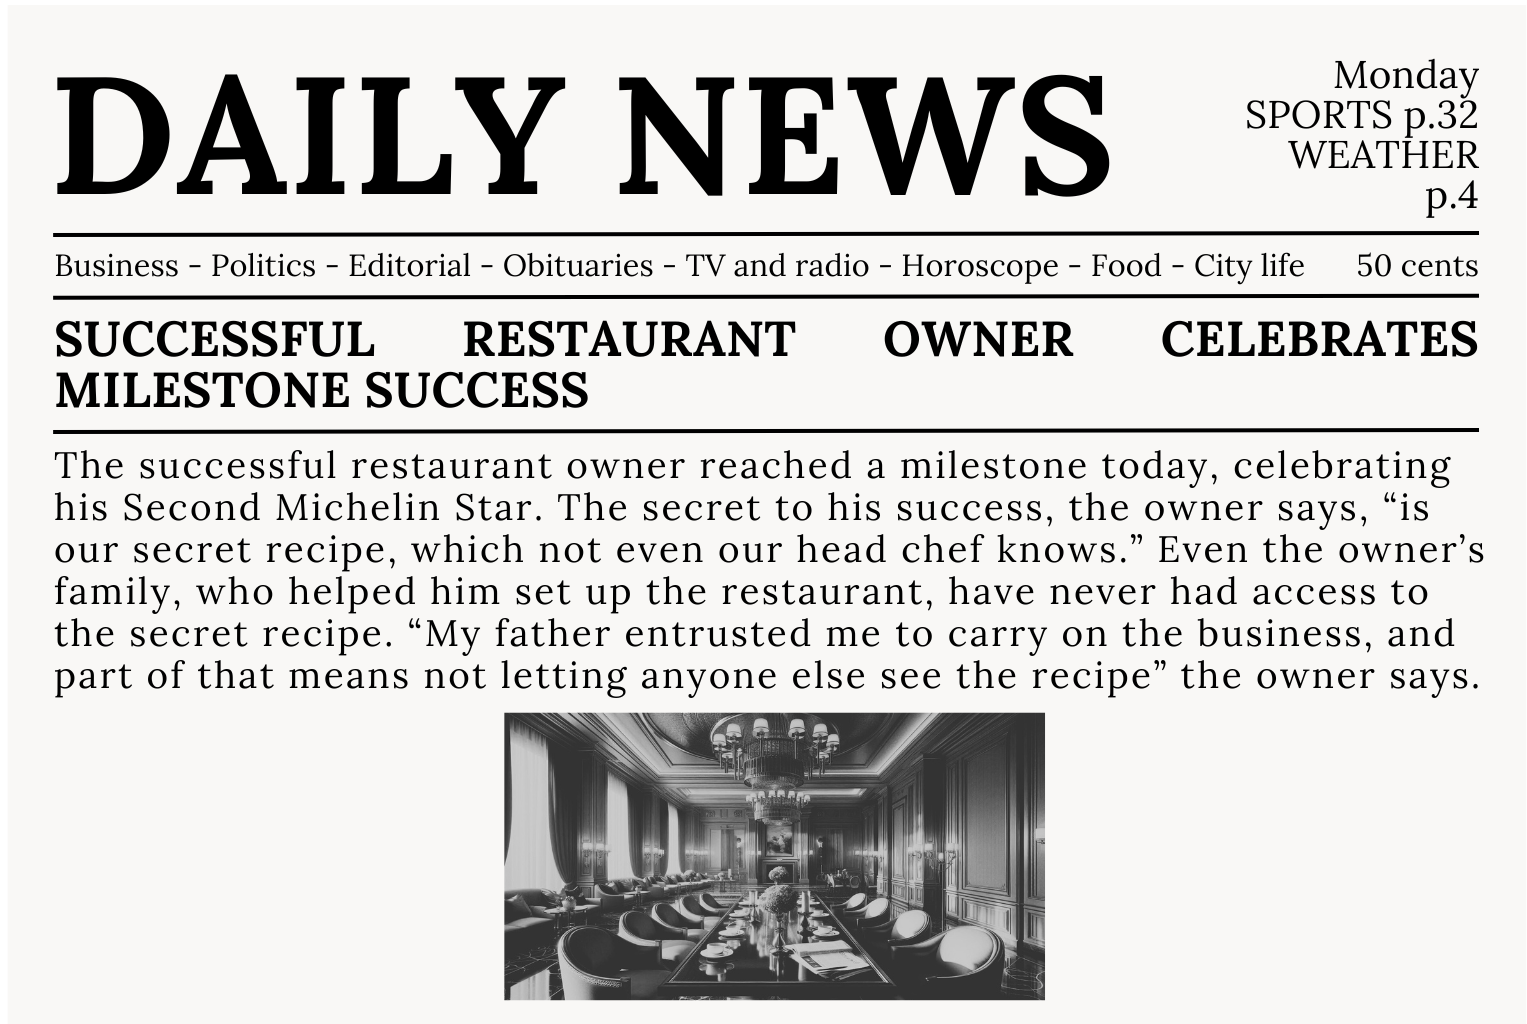 DAILY NEWS
Monday
SPORTS p.32
WEATHER
p.4
Business - Politics - Editorial - Obituaries - TV and radio - Horoscope - Food - City life 50 cents
SUCCESSFUL RESTAURANT OWNER CELEBRATES
MILESTONE SUCCESS
The successful restaurant owner reached a milestone today, celebrating
his Second Michelin Star. The secret to his success, the owner says, “is
our secret recipe, which not even our head chef knows.” Even the owner’s
family, who helped him set up the restaurant, have never had access to
the secret recipe. “My father entrusted me to carry on the business, and
part of that means not letting anyone else see the recipe” the owner says.